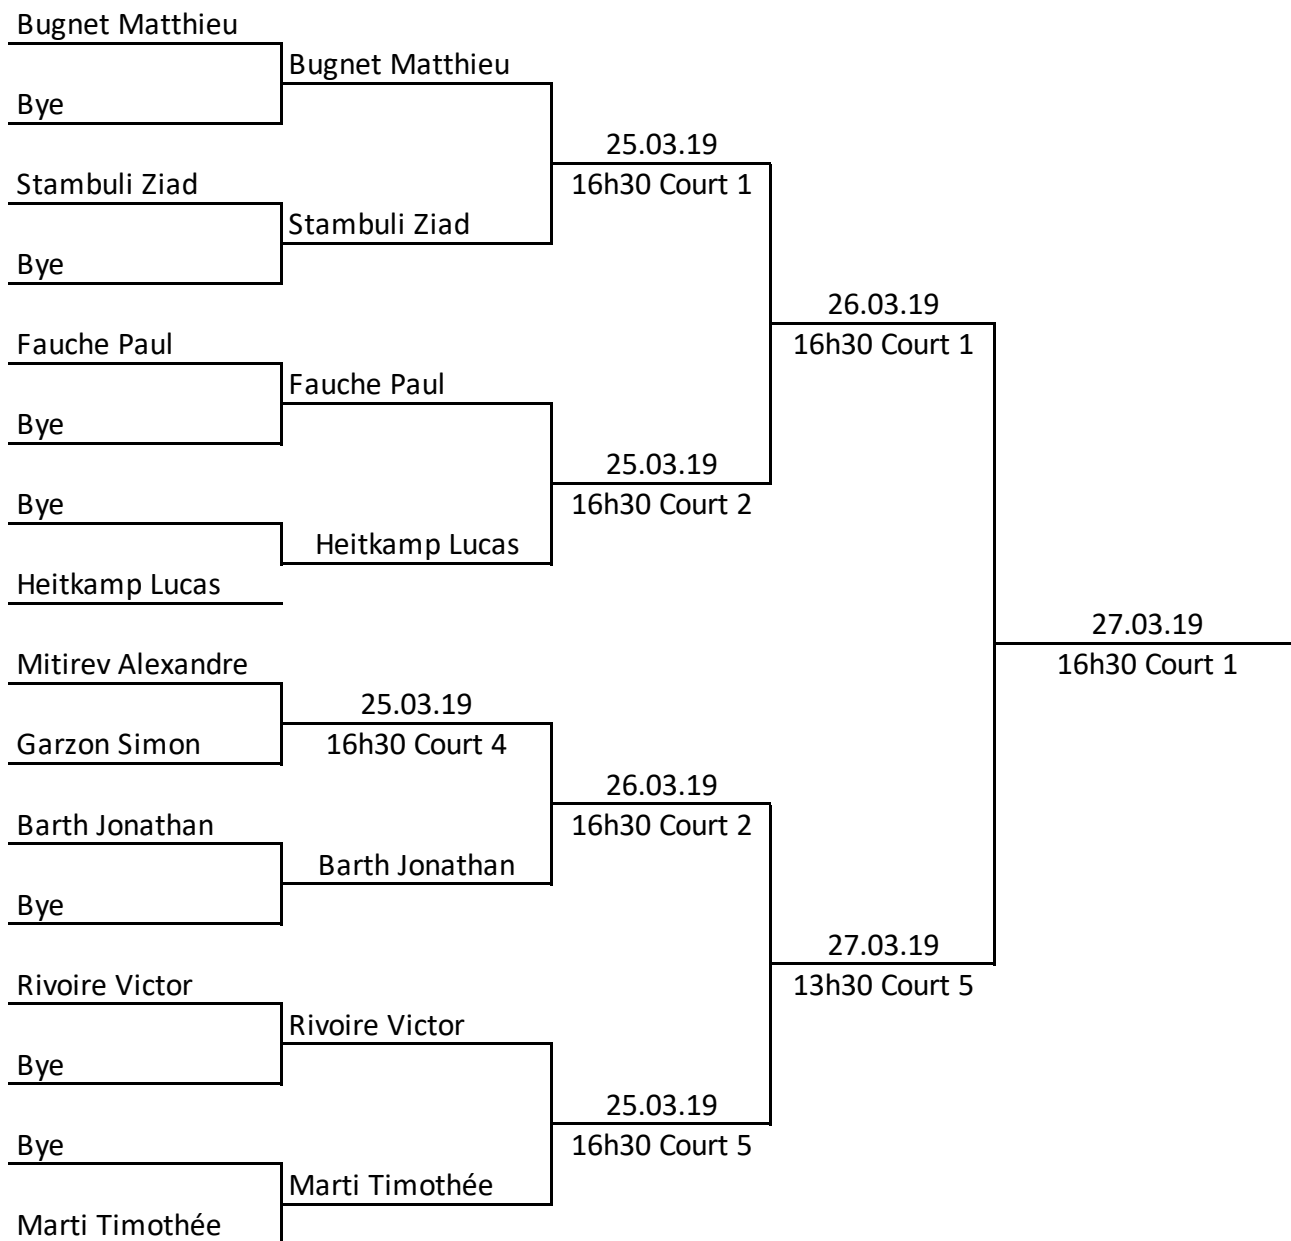 Bugnet Matthieu
Bugnet Matthieu
Bye
25.03.19
Stambuli Ziad
16h30 Court 1
Stambuli Ziad
Bye
26.03.19
Fauche Paul
16h30 Court 1
Fauche Paul
Bye
25.03.19
Bye
16h30 Court 2
Heitkamp Lucas
Heitkamp Lucas
27.03.19
Mitirev Alexandre
16h30 Court 1
25.03.19
Garzon Simon
16h30 Court 4
26.03.19
Barth Jonathan
16h30 Court 2
Barth Jonathan
Bye
27.03.19
Rivoire Victor
13h30 Court 5
Rivoire Victor
Bye
25.03.19
Bye
16h30 Court 5
Marti Timothée
Marti Timothée